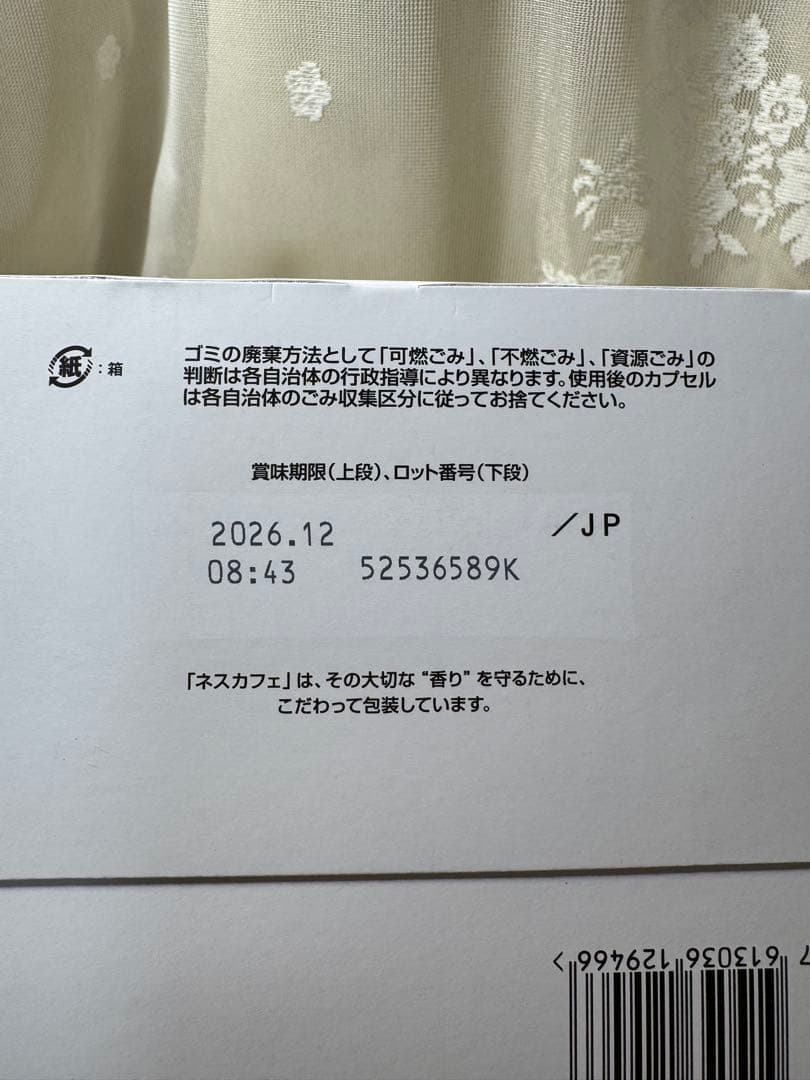 紙:箱
ゴミの廃棄方法として「可燃ごみ」、「不燃ごみ」、「資源ごみ」の
判断は各自治体の行政指導により異なります。使用後のカプセル
は各自治体のごみ収集区分に従ってお捨てください。
賞味期限(上段)、ロット番号(下段)
2026.12 /JP
08:43 52536589K
「ネスカフェ」は、その大切な“香り”を守るために、
こだわって包装しています。
7 613036 129466 >